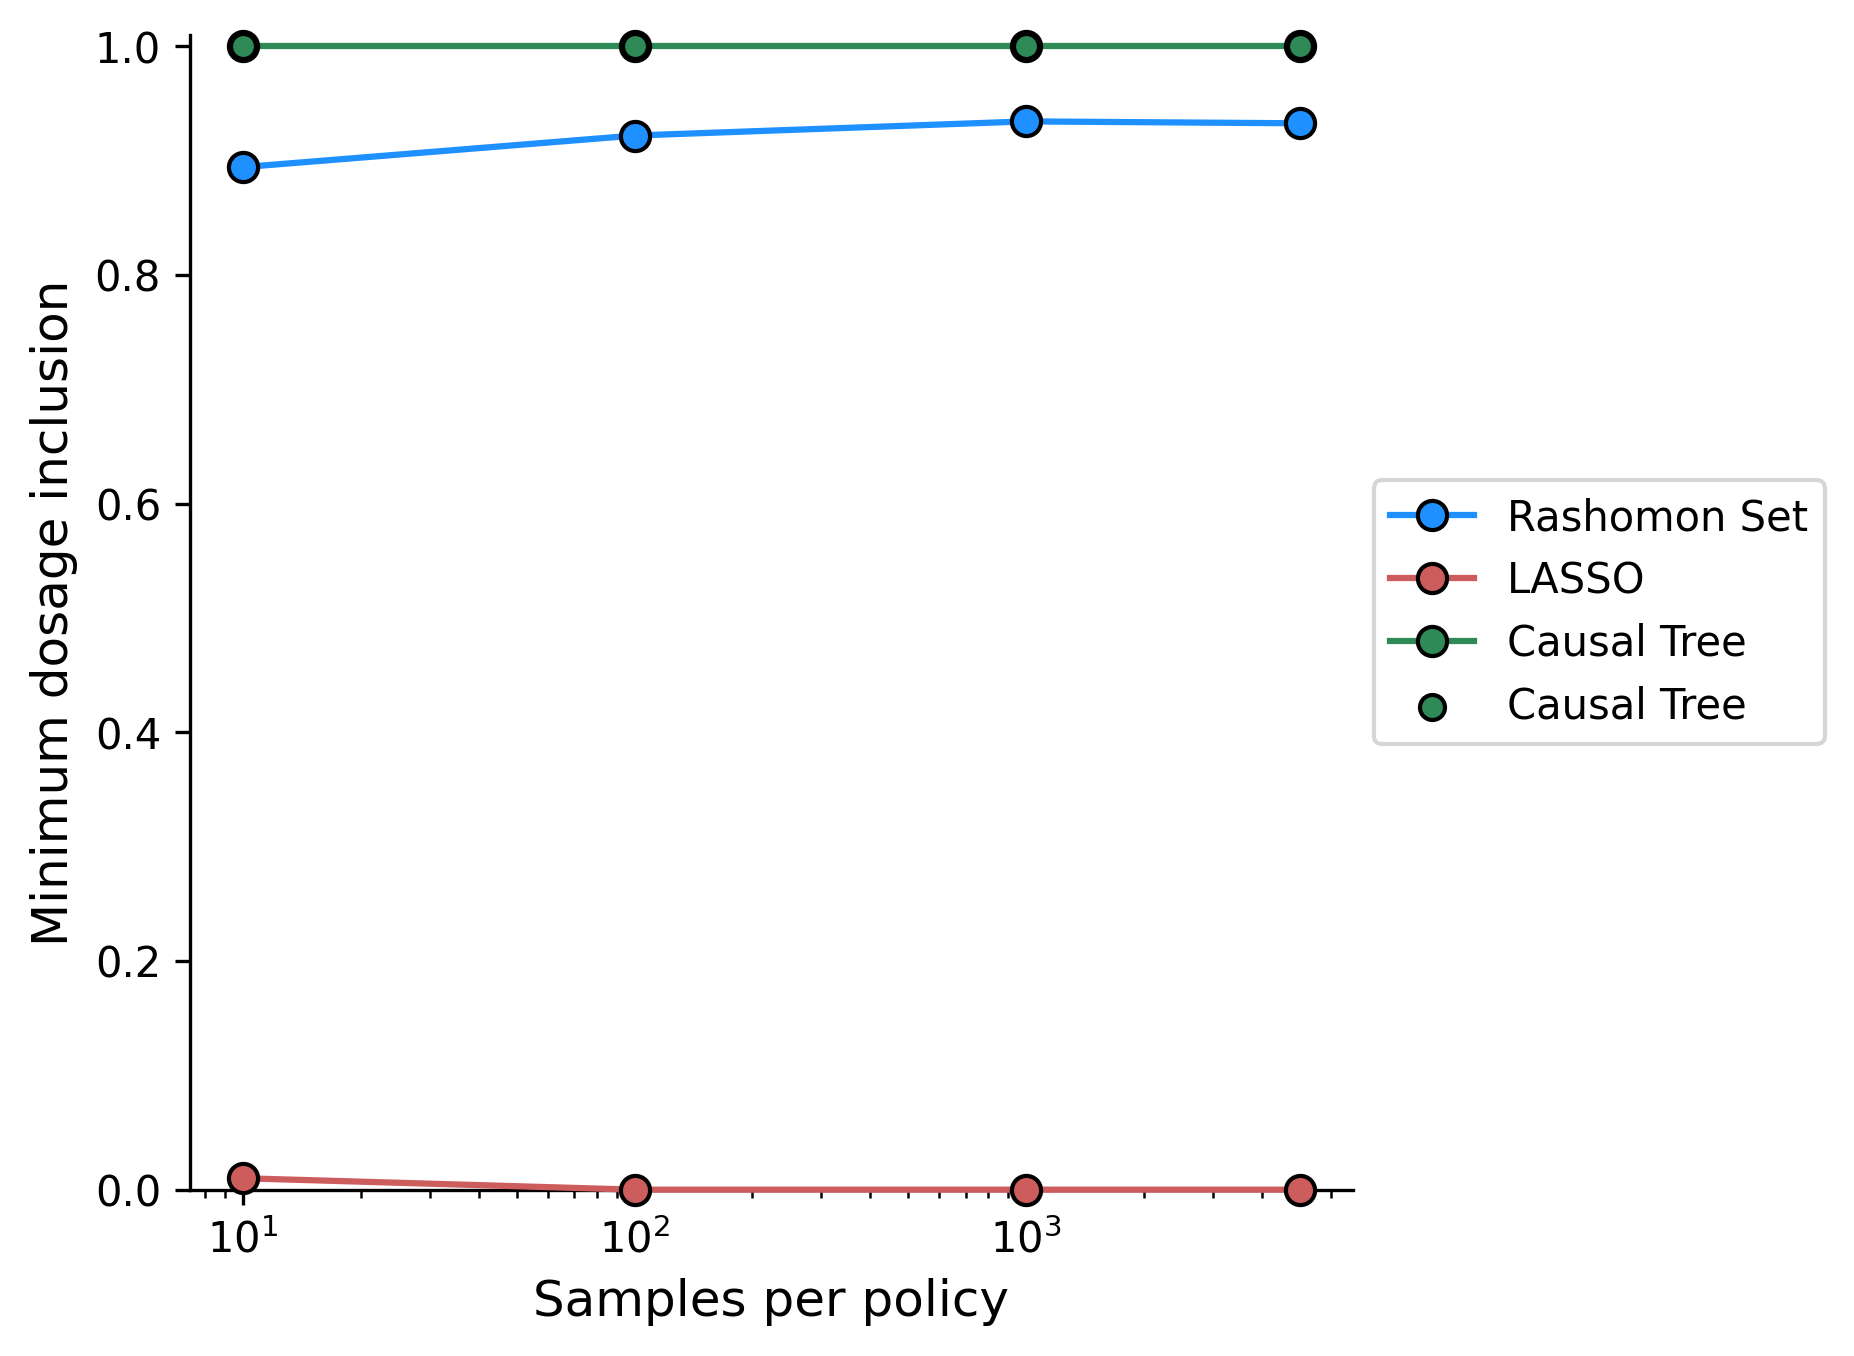 1.0
0.8
0.6
0.4
0.2
0.0
Minimum dosage inclusion
10¹
10²
10³
Samples per policy
Rashomon Set
LASSO
Causal Tree
Causal Tree